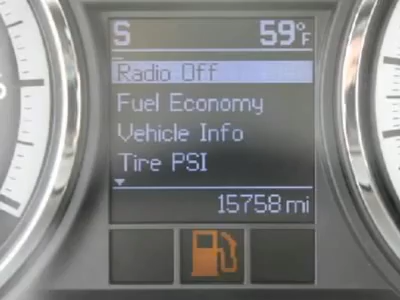 S 59°F
Radio Off
Fuel Economy
Vehicle Info
Tire PSI
15758 mi